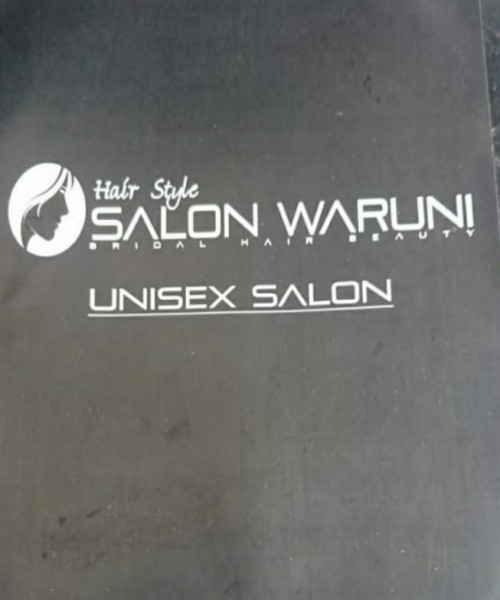 Hair Style
SALON WARUNI
BRIDAL HAIR BEAUTY
UNISEX SALON